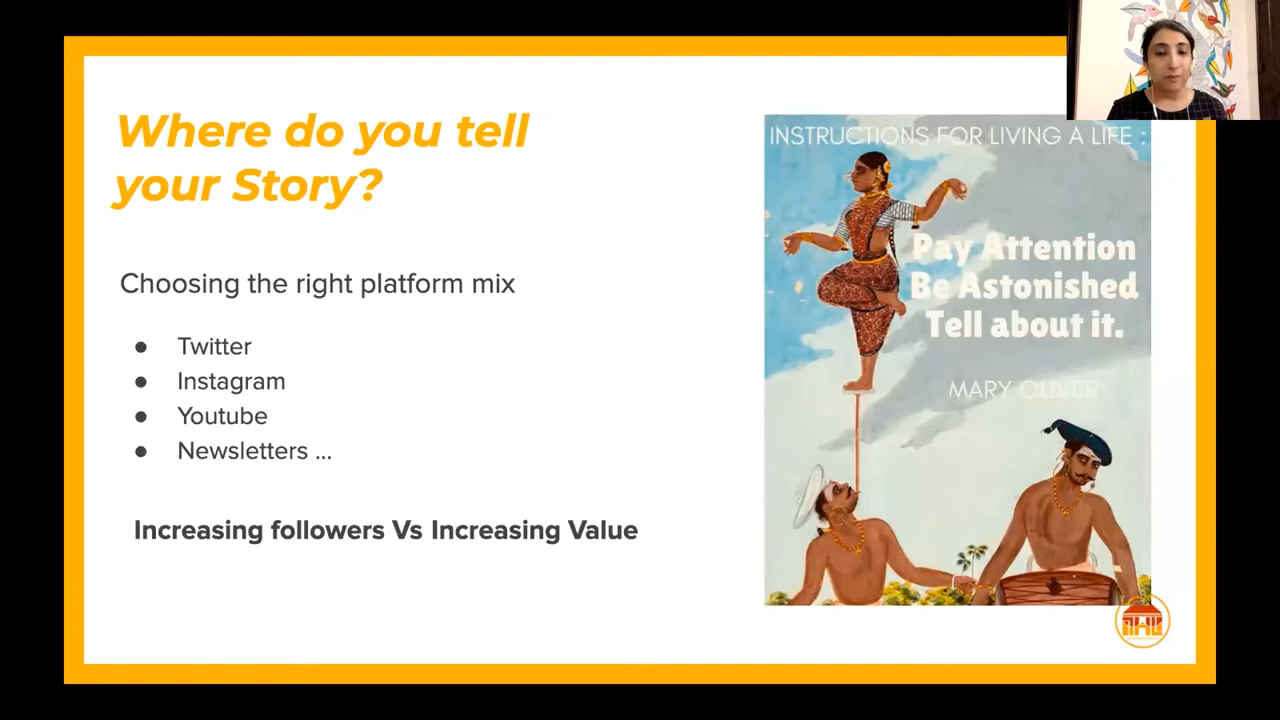 Where do you tell
your Story?
Choosing the right platform mix
● Twitter
● Instagram
● Youtube
● Newsletters ...
Increasing followers Vs Increasing Value
INSTRUCTIONS FOR LIVING A LIFE :
Pay Attention
Be Astonished
Tell about it.
MARY OLIVER